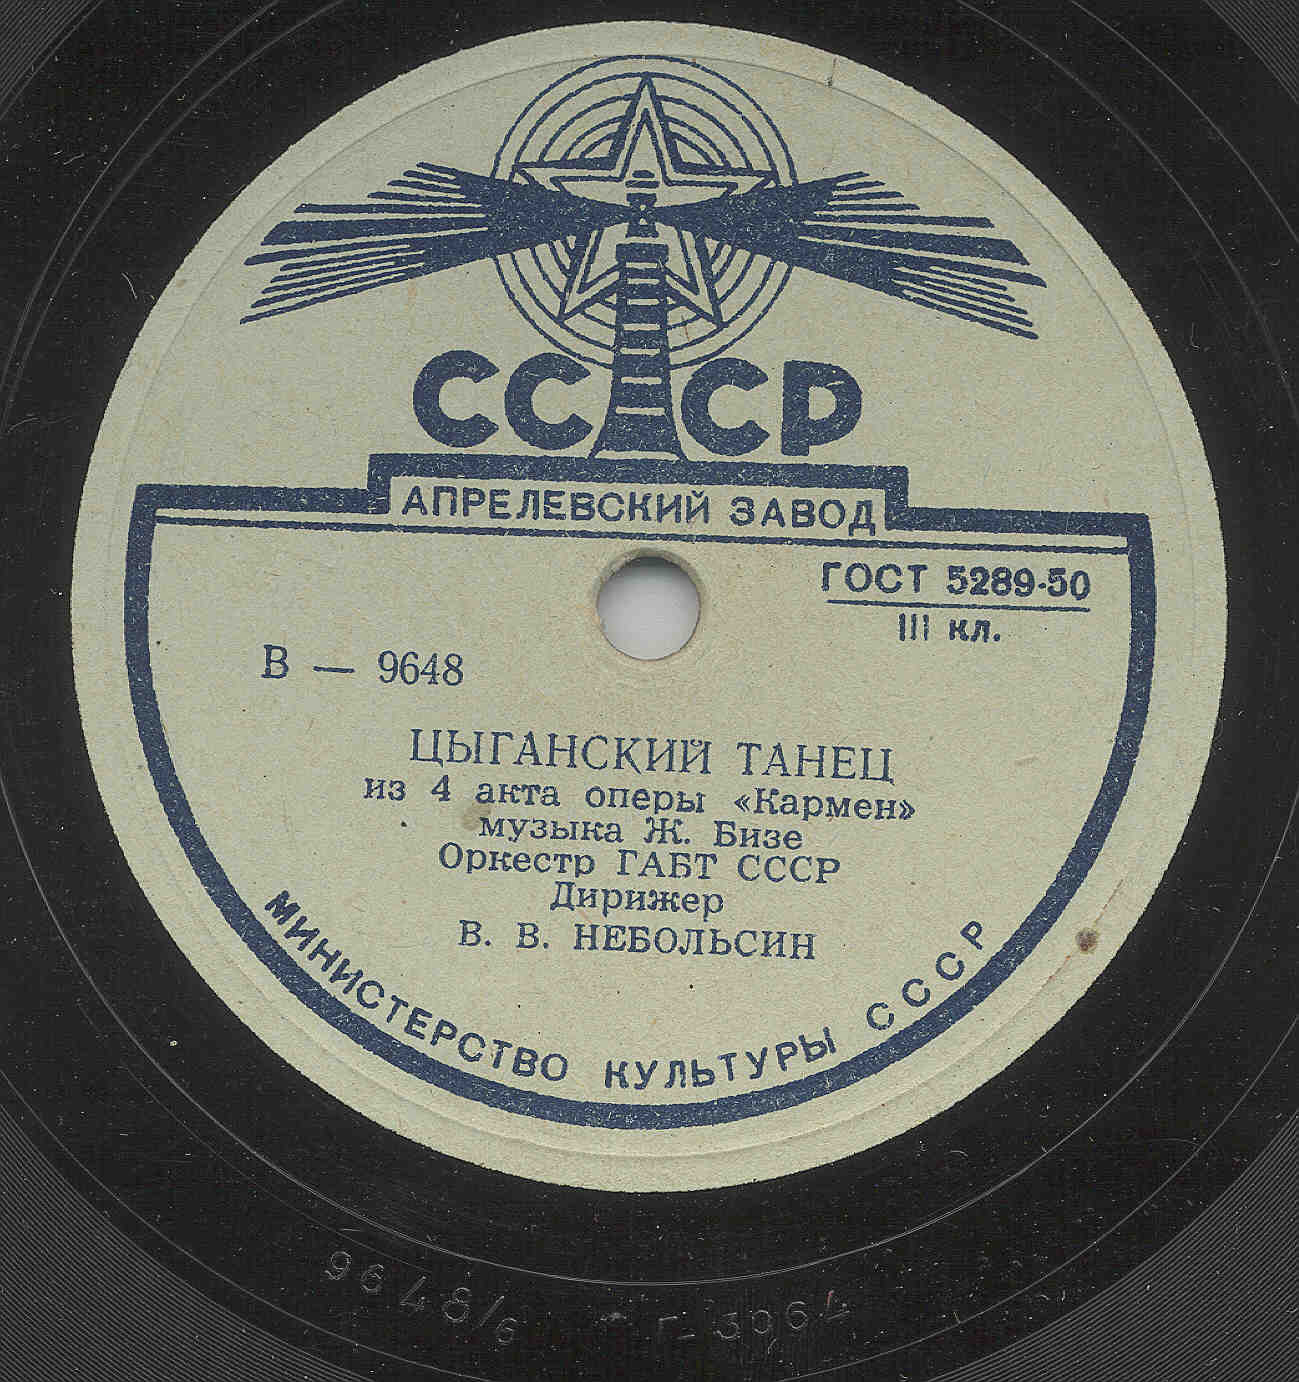 СССР
АПРЕЛЕВСКИЙ ЗАВОД
ГОСТ 5289-50
III кл.
В — 9648
ЦЫГАНСКИЙ ТАНЕЦ
из 4 акта оперы «Кармен»
музыка Ж. Бизе
Оркестр ГАБТ СССР
Дирижер
В. В. НЕБОЛЬСИН
МИНИСТЕРСТВО КУЛЬТУРЫ СССР
9648/6 Г-3064